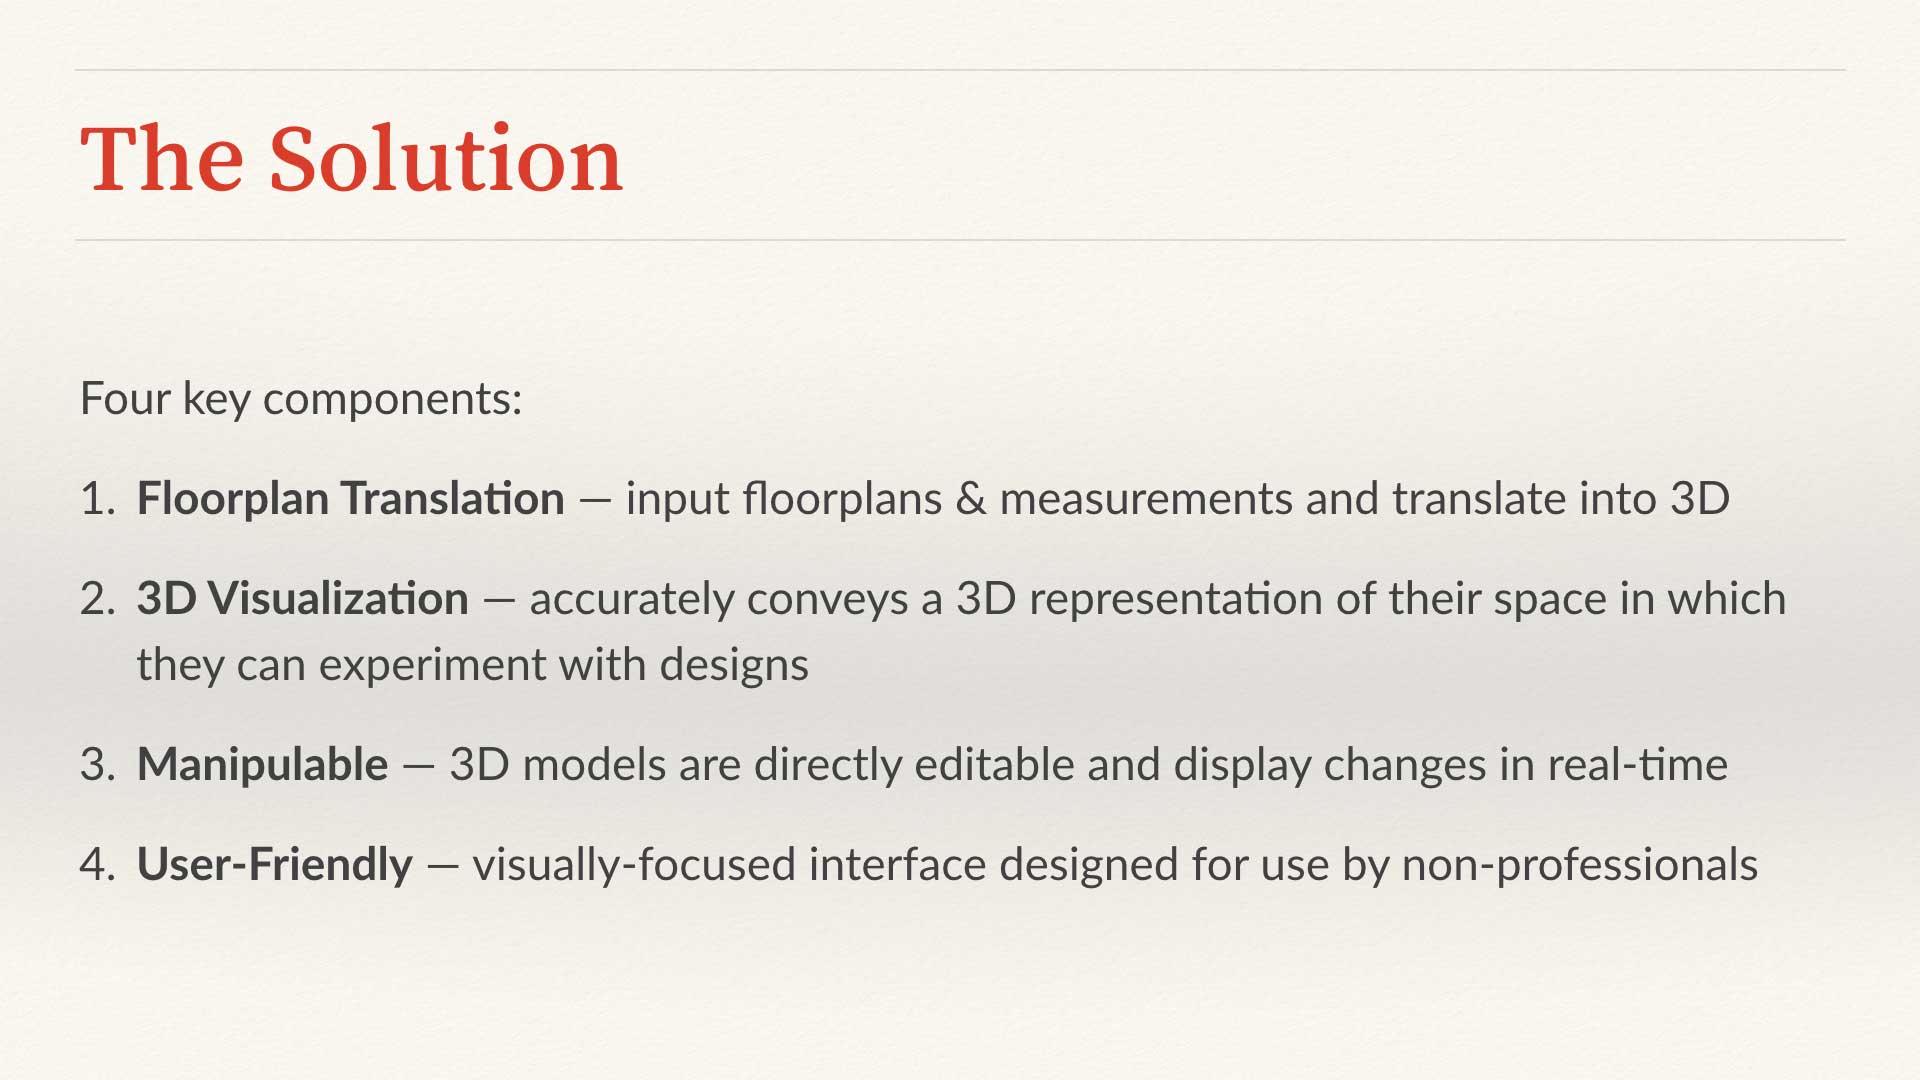 The Solution
Four key components:
1. Floorplan Translation — input floorplans & measurements and translate into 3D
2. 3D Visualization — accurately conveys a 3D representation of their space in which
they can experiment with designs
3. Manipulable — 3D models are directly editable and display changes in real-time
4. User-Friendly — visually-focused interface designed for use by non-professionals